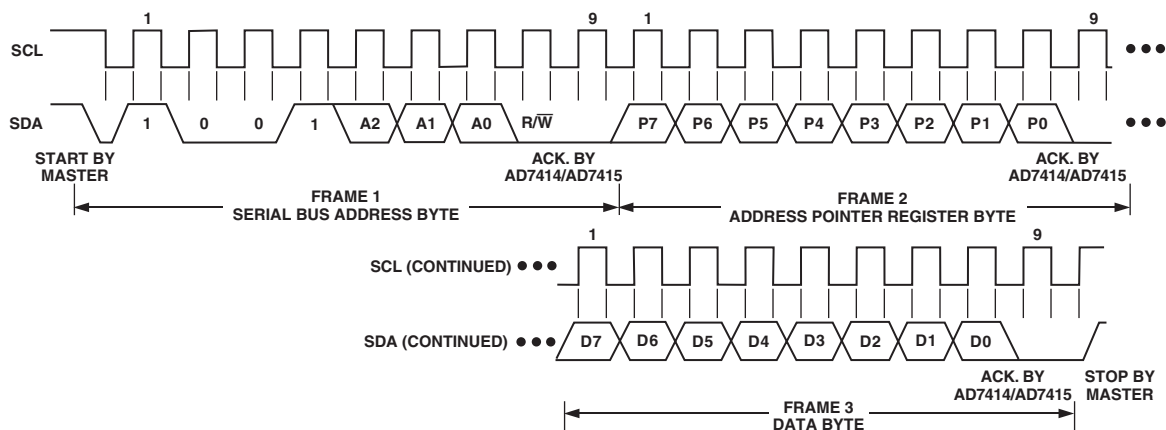 1 9 1 9
SCL
SDA 1 0 0 1 A2 A1 A0 R/W̅ P7 P6 P5 P4 P3 P2 P1 P0
START BY MASTER
ACK. BY AD7414/AD7415
ACK. BY AD7414/AD7415
FRAME 1
SERIAL BUS ADDRESS BYTE
FRAME 2
ADDRESS POINTER REGISTER BYTE
1 9
SCL (CONTINUED)
SDA (CONTINUED) D7 D6 D5 D4 D3 D2 D1 D0
ACK. BY AD7414/AD7415
STOP BY MASTER
FRAME 3
DATA BYTE